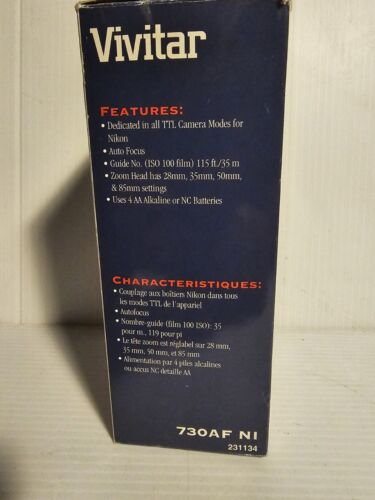 Vivitar
FEATURES:
• Dedicated in all TTL Camera Modes for
Nikon
• Auto Focus
• Guide No. (ISO 100 film) 115 ft./35 m
• Zoom Head has 28mm, 35mm, 50mm,
& 85mm settings
• Uses 4 AA Alkaline or NC Batteries
CHARACTERISTIQUES:
• Couplage aux boîtiers Nikon dans tous
les modes TTL de l'appariel
• Autofocus
• Nombre-guide (film 100 ISO): 35
pour m., 119 pour pi
• Le tête zoom est réglabel sur 28 mm,
35 mm, 50 mm, et 85 mm
• Alimentation par 4 piles alcalines
ou accus NC detaille AA
730AF NI
231134